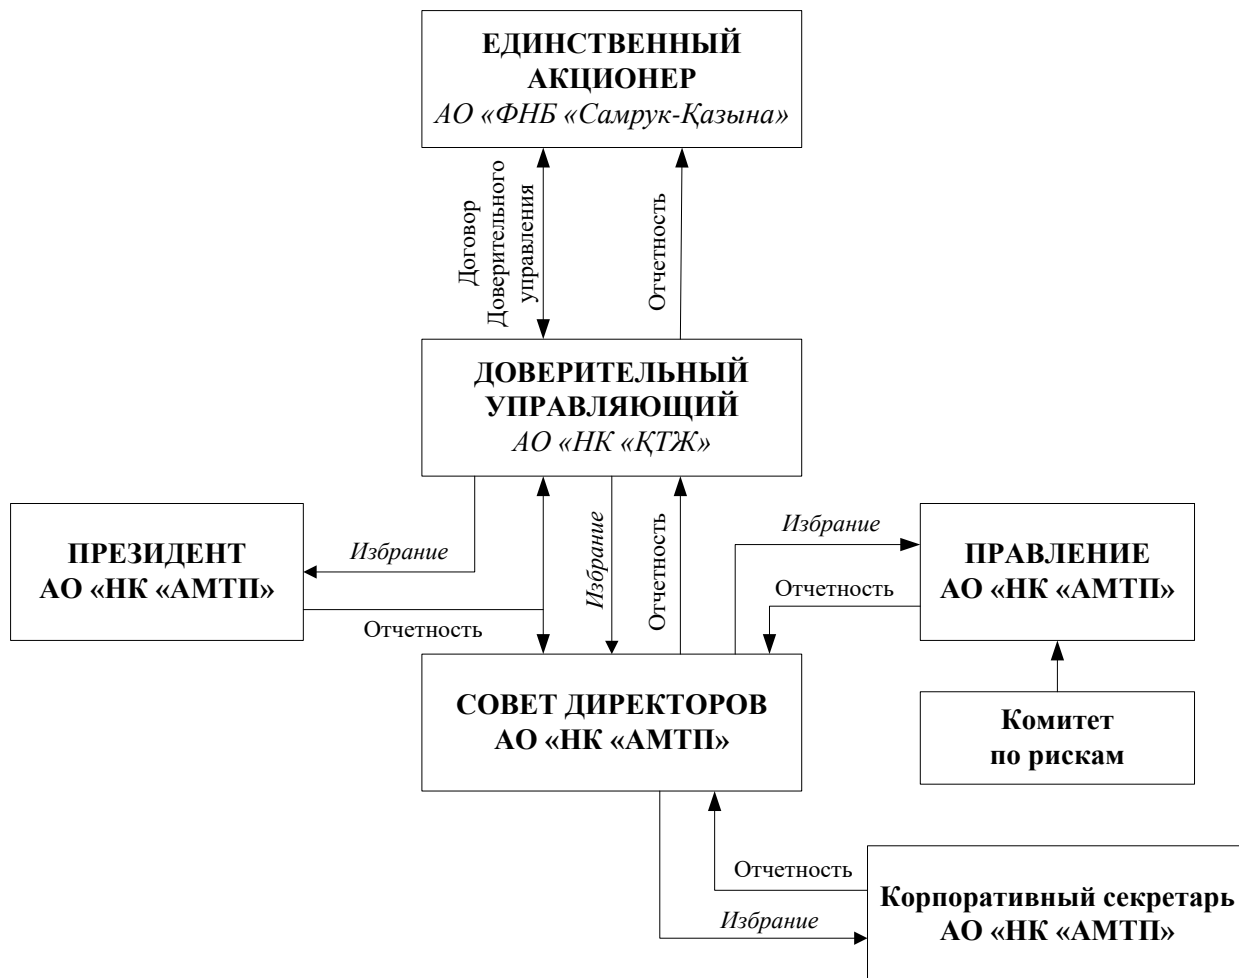 ЕДИНСТВЕННЫЙ
АКЦИОНЕР
АО «ФНБ «Самрук-Қазына»
Договор
Доверительного
управления
Отчетность
ДОВЕРИТЕЛЬНЫЙ
УПРАВЛЯЮЩИЙ
АО «НК «ҚТЖ»
ПРЕЗИДЕНТ
АО «НК «АМТП»
Избрание
Отчетность
Избрание
Отчетность
Избрание
Отчетность
ПРАВЛЕНИЕ
АО «НК «АМТП»
СОВЕТ ДИРЕКТОРОВ
АО «НК «АМТП»
Комитет
по рискам
Отчетность
Избрание
Корпоративный секретарь
АО «НК «АМТП»